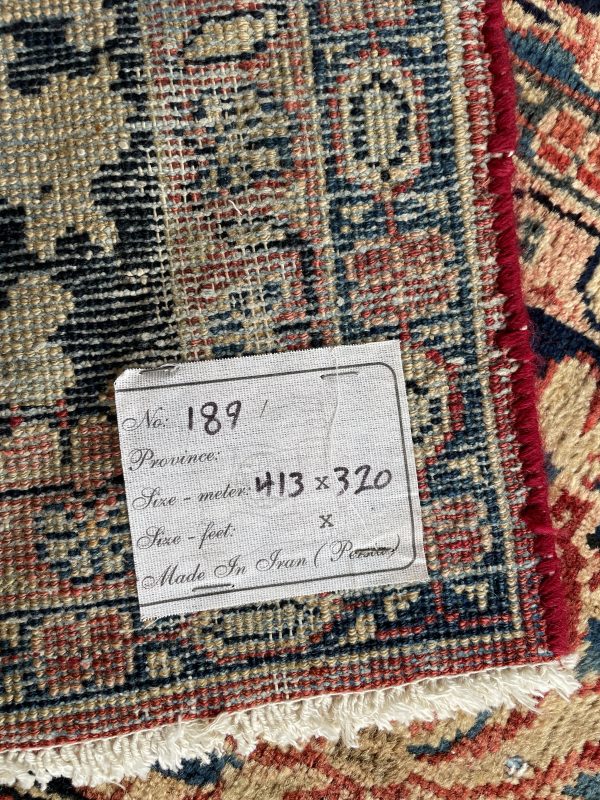 No: 189
Province:
Size - meter: 413 x 320
Size - feet: x
Made In Iran (Persia)